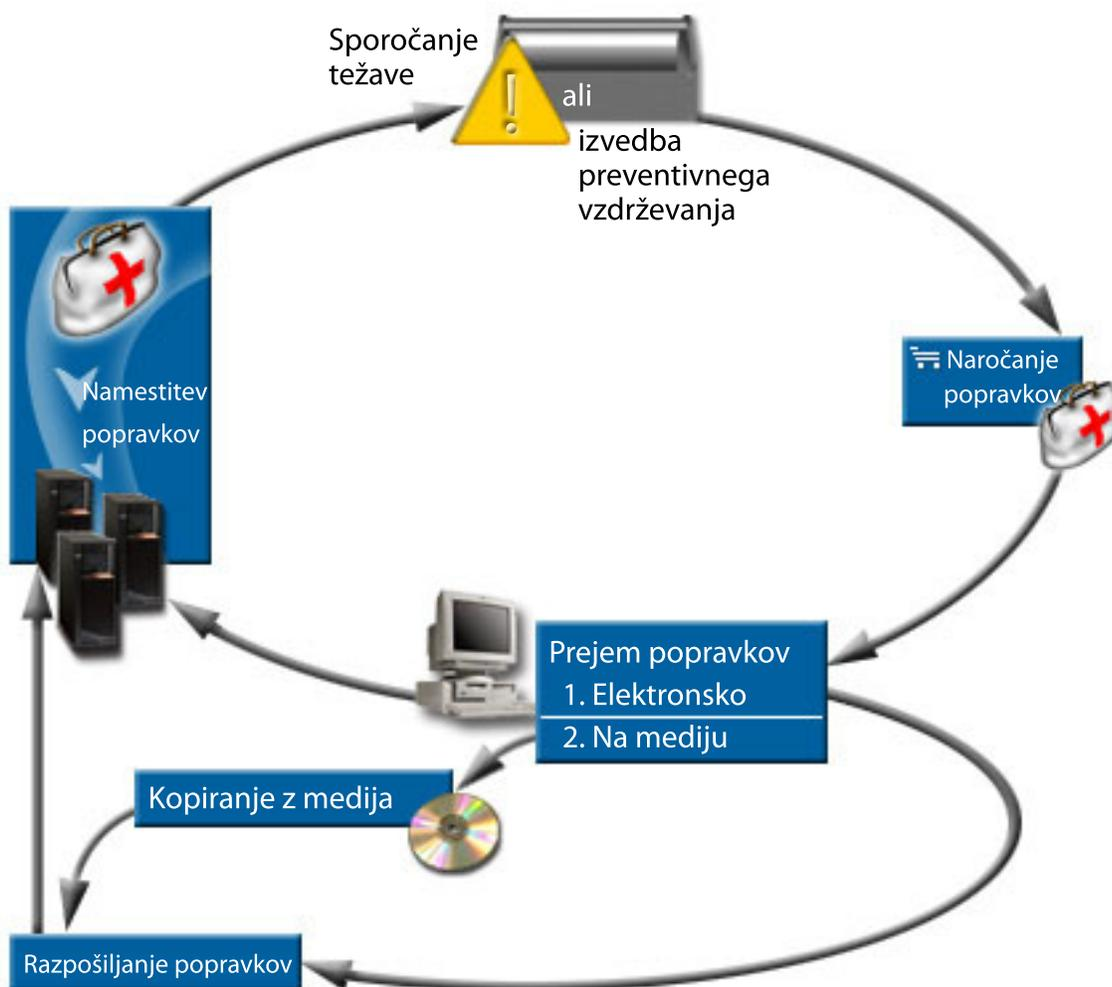 Sporočanje
težave
ali
izvedba
preventivnega
vzdrževanja
Naročanje
popravkov
Namestitev
popravkov
Prejem popravkov
1. Elektronsko
2. Na mediju
Kopiranje z medija
Razpošiljanje popravkov